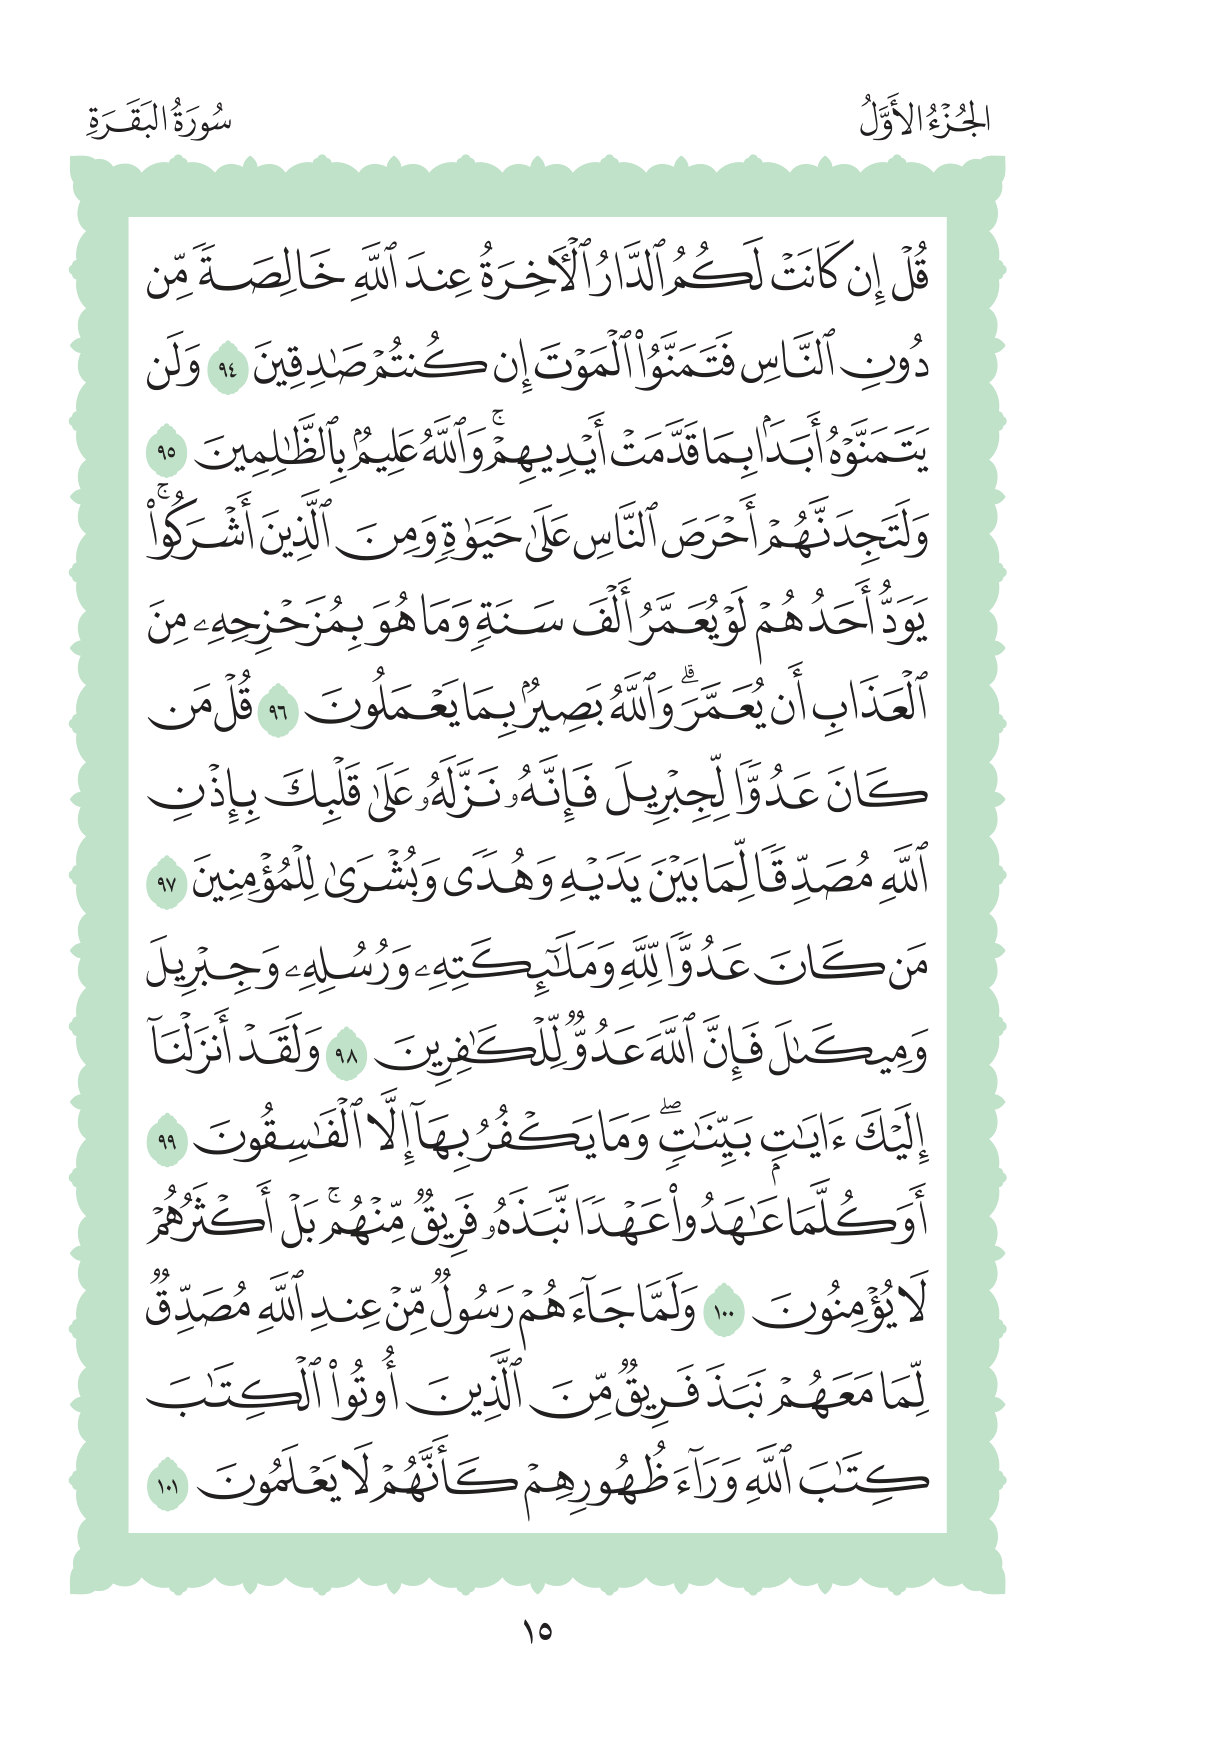 الجُزْءُ الأَوَّلُ
سُورَةُ البَقَرَةِ
قُلۡ إِن كَانَتۡ لَكُمُ ٱلدَّارُ ٱلۡأٓخِرَةُ عِندَ ٱللَّهِ خَالِصَةٗ مِّن
دُونِ ٱلنَّاسِ فَتَمَنَّوُاْ ٱلۡمَوۡتَ إِن كُنتُمۡ صَٰدِقِينَ ٩٤ وَلَن
يَتَمَنَّوۡهُ أَبَدَۢا بِمَا قَدَّمَتۡ أَيۡدِيهِمۡۚ وَٱللَّهُ عَلِيمُۢ بِٱلظَّٰلِمِينَ ٩٥
وَلَتَجِدَنَّهُمۡ أَحۡرَصَ ٱلنَّاسِ عَلَىٰ حَيَوٰةٖ وَمِنَ ٱلَّذِينَ أَشۡرَكُواْۚ
يَوَدُّ أَحَدُهُمۡ لَوۡ يُعَمَّرُ أَلۡفَ سَنَةٖ وَمَا هُوَ بِمُزَحۡزِحِهِۦ مِنَ
ٱلۡعَذَابِ أَن يُعَمَّرَۗ وَٱللَّهُ بَصِيرُۢ بِمَا يَعۡمَلُونَ ٩٦ قُلۡ مَن
كَانَ عَدُوّٗا لِّجِبۡرِيلَ فَإِنَّهُۥ نَزَّلَهُۥ عَلَىٰ قَلۡبِكَ بِإِذۡنِ
ٱللَّهِ مُصَدِّقٗا لِّمَا بَيۡنَ يَدَيۡهِ وَهُدٗى وَبُشۡرَىٰ لِلۡمُؤۡمِنِينَ ٩٧
مَن كَانَ عَدُوّٗا لِّلَّهِ وَمَلَٰٓئِكَتِهِۦ وَرُسُلِهِۦ وَجِبۡرِيلَ
وَمِيكَىٰلَ فَإِنَّ ٱللَّهَ عَدُوّٞ لِّلۡكَٰفِرِينَ ٩٨ وَلَقَدۡ أَنزَلۡنَآ
إِلَيۡكَ ءَايَٰتِۭ بَيِّنَٰتٖۖ وَمَا يَكۡفُرُ بِهَآ إِلَّا ٱلۡفَٰسِقُونَ ٩٩
أَوَكُلَّمَا عَٰهَدُواْ عَهۡدٗا نَّبَذَهُۥ فَرِيقٞ مِّنۡهُمۚ بَلۡ أَكۡثَرُهُمۡ
لَا يُؤۡمِنُونَ ١٠٠ وَلَمَّا جَآءَهُمۡ رَسُولٞ مِّنۡ عِندِ ٱللَّهِ مُصَدِّقٞ
لِّمَا مَعَهُمۡ نَبَذَ فَرِيقٞ مِّنَ ٱلَّذِينَ أُوتُواْ ٱلۡكِتَٰبَ
كِتَٰبَ ٱللَّهِ وَرَآءَ ظُهُورِهِمۡ كَأَنَّهُمۡ لَا يَعۡلَمُونَ ١٠١
١٥